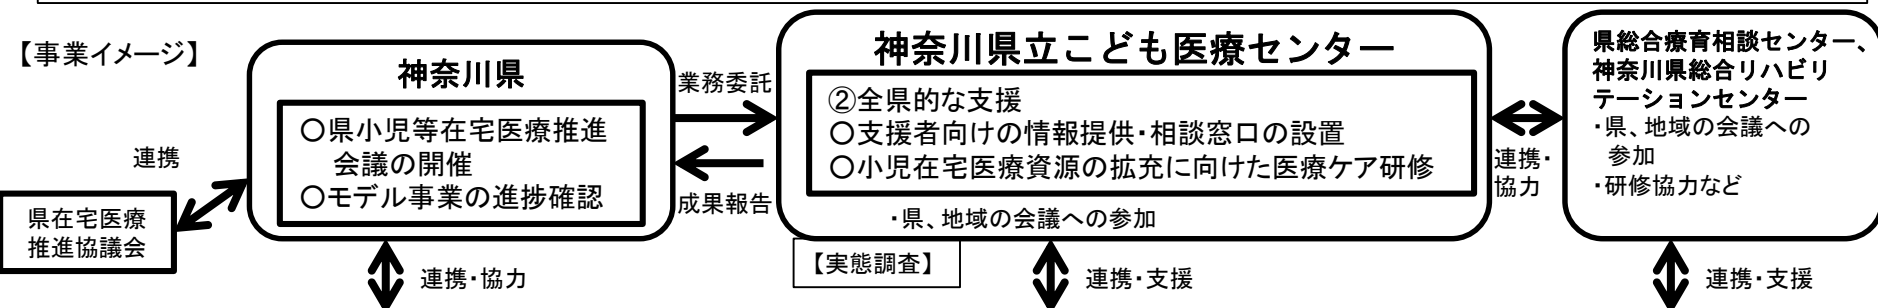 【事業イメージ】
連携
県在宅医療
推進協議会
神奈川県
○県小児等在宅医療推進
会議の開催
○モデル事業の進捗確認
連携・協力
業務委託
成果報告
神奈川県立こども医療センター
②全県的な支援
○支援者向けの情報提供・相談窓口の設置
○小児在宅医療資源の拡充に向けた医療ケア研修
・県、地域の会議への参加
【実態調査】
連携・支援
連携・
協力
県総合療育相談センター、
神奈川県総合リハビリ
テーションセンター
・県、地域の会議への
参加
・研修協力など
連携・支援